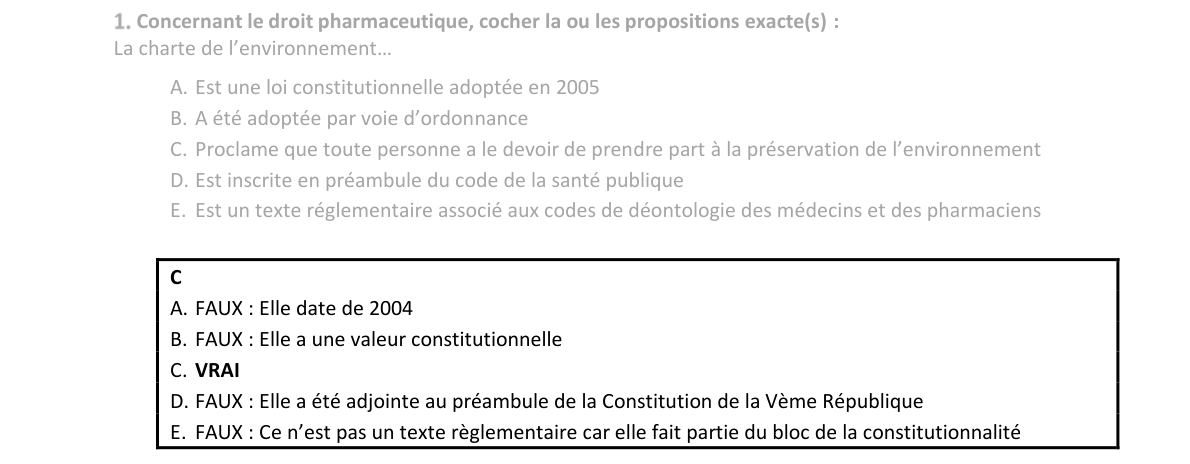 1. Concernant le droit pharmaceutique, cocher la ou les propositions exacte(s) :
La charte de l’environnement…
A. Est une loi constitutionnelle adoptée en 2005
B. A été adoptée par voie d’ordonnance
C. Proclame que toute personne a le devoir de prendre part à la préservation de l’environnement
D. Est inscrite en préambule du code de la santé publique
E. Est un texte réglementaire associé aux codes de déontologie des médecins et des pharmaciens
C
A. FAUX : Elle date de 2004
B. FAUX : Elle a une valeur constitutionnelle
C. VRAI
D. FAUX : Elle a été adjointe au préambule de la Constitution de la Vème République
E. FAUX : Ce n’est pas un texte règlementaire car elle fait partie du bloc de la constitutionnalité